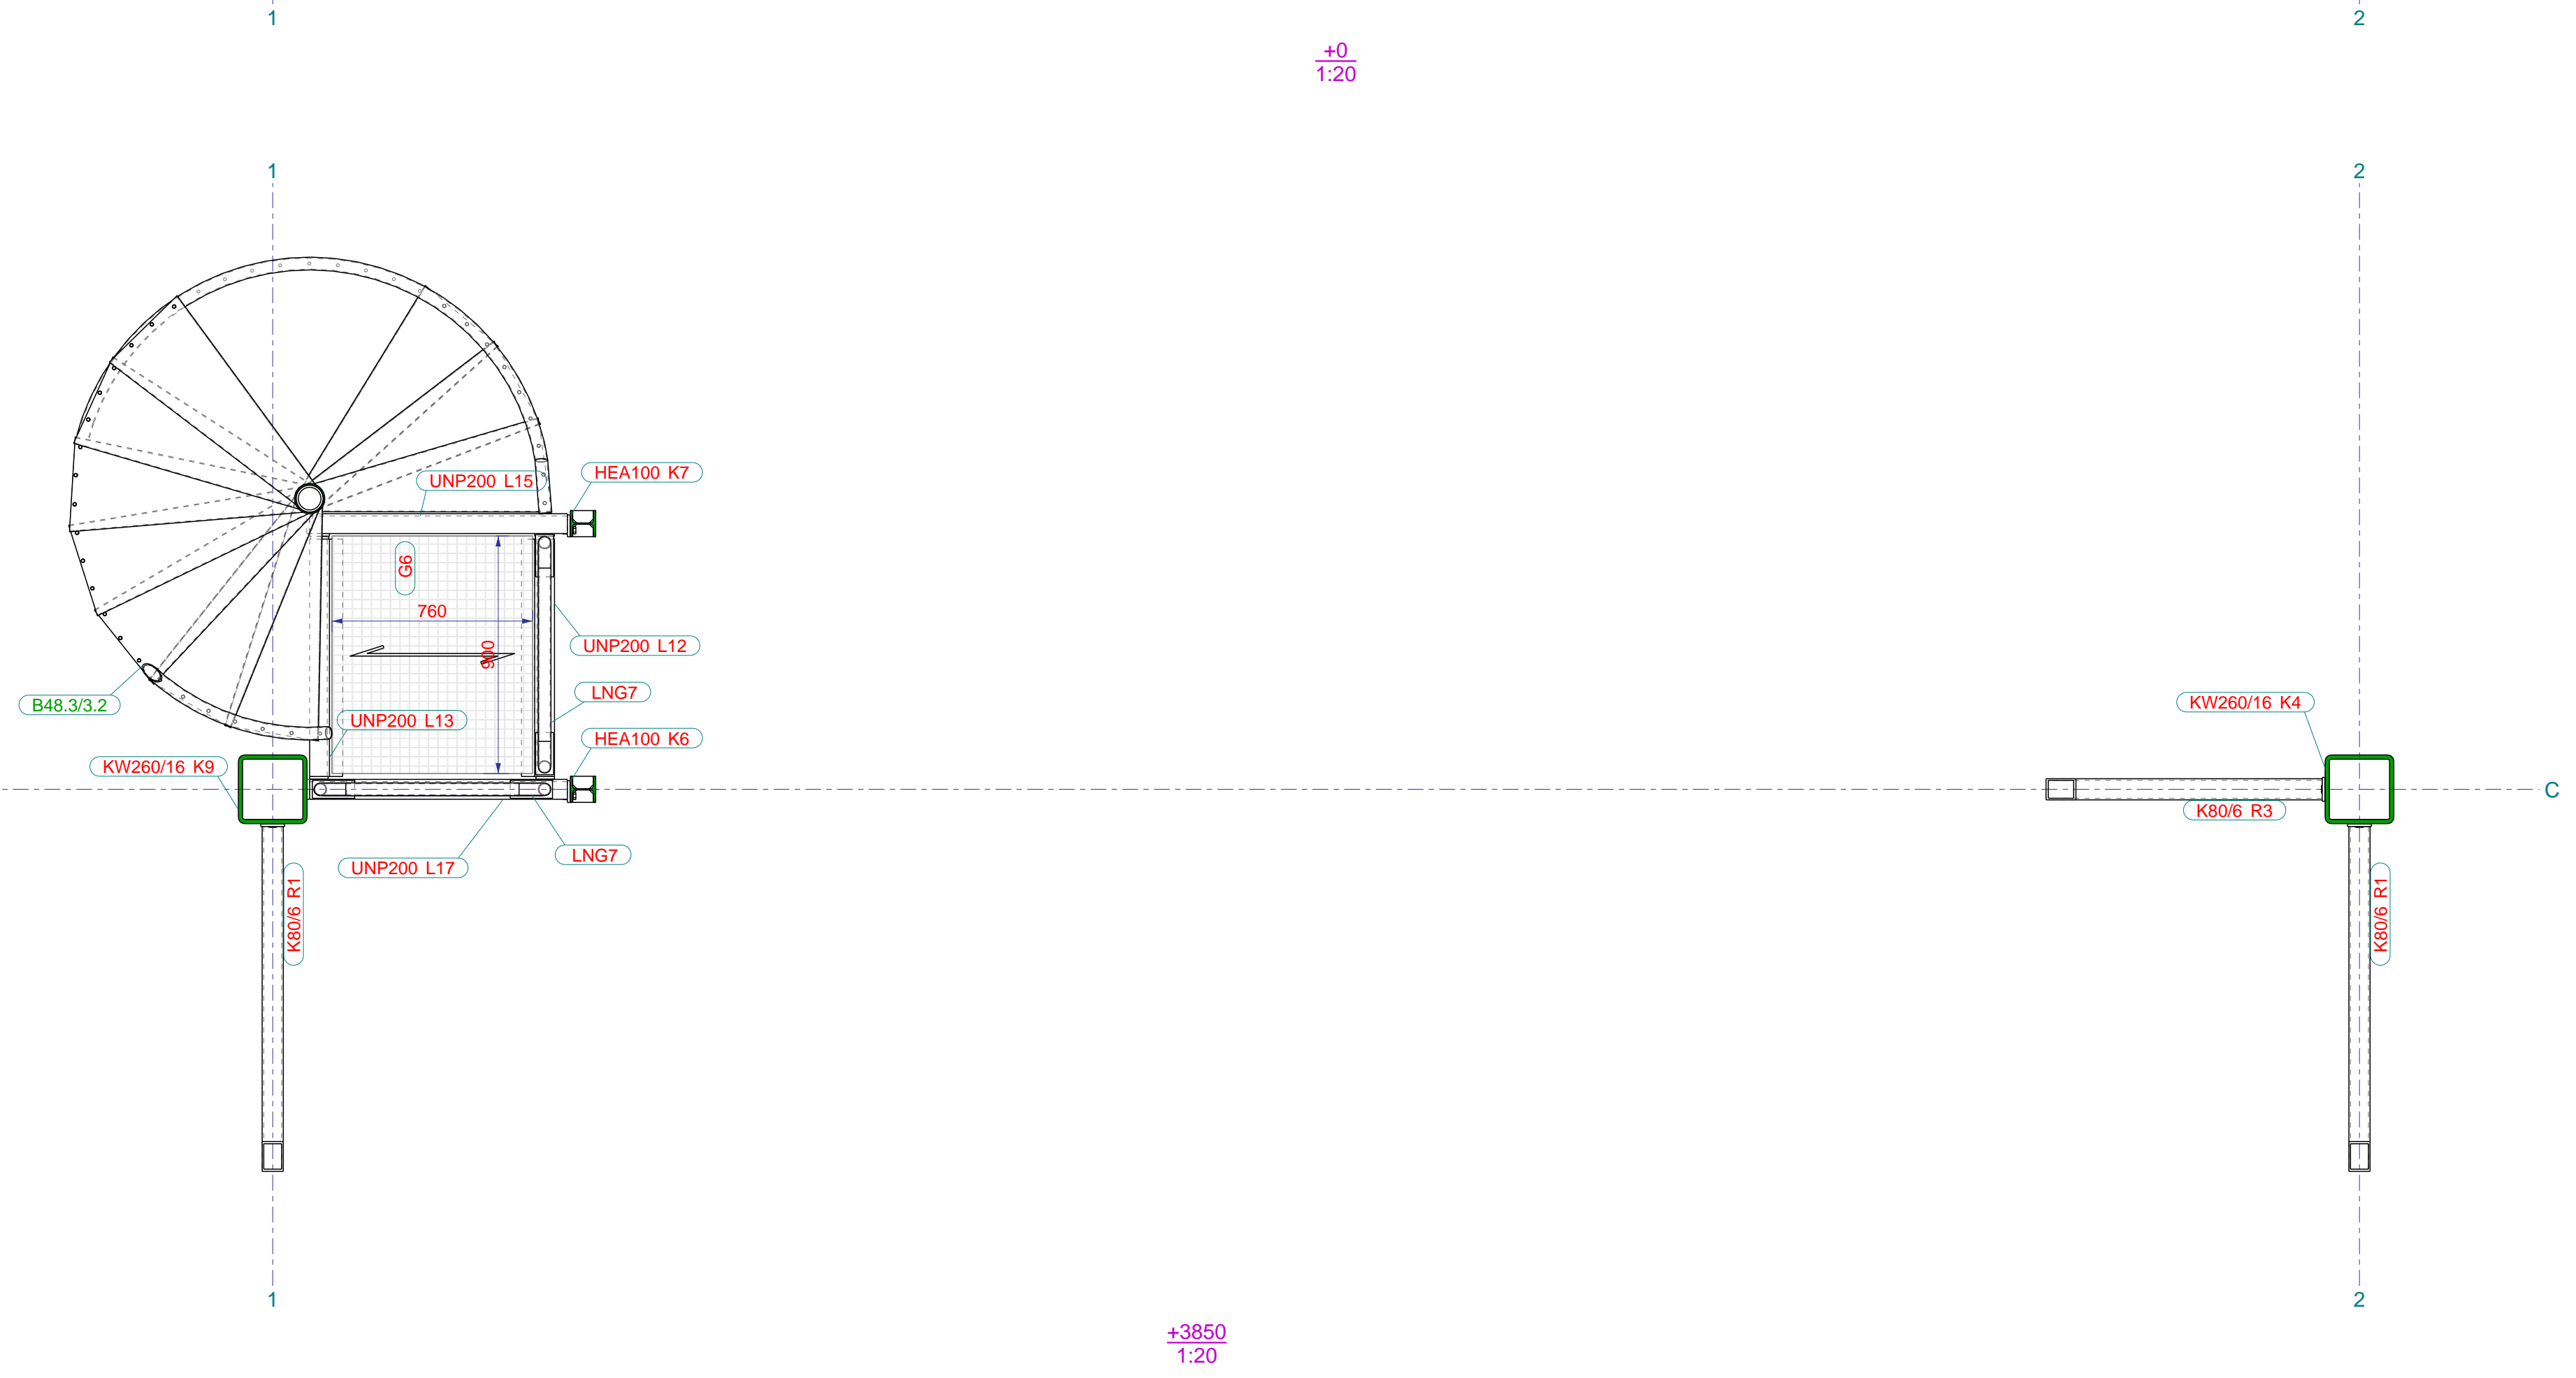 1
2
+0
1:20
1
2
HEA100 K7
UNP200 L15
G6
760
900
UNP200 L12
LNG7
B48.3/3.2
UNP200 L13
HEA100 K6
KW260/16 K9
KW260/16 K4
C
K80/6 R3
LNG7
UNP200 L17
K80/6 R1
K80/6 R1
1
2
+3850
1:20